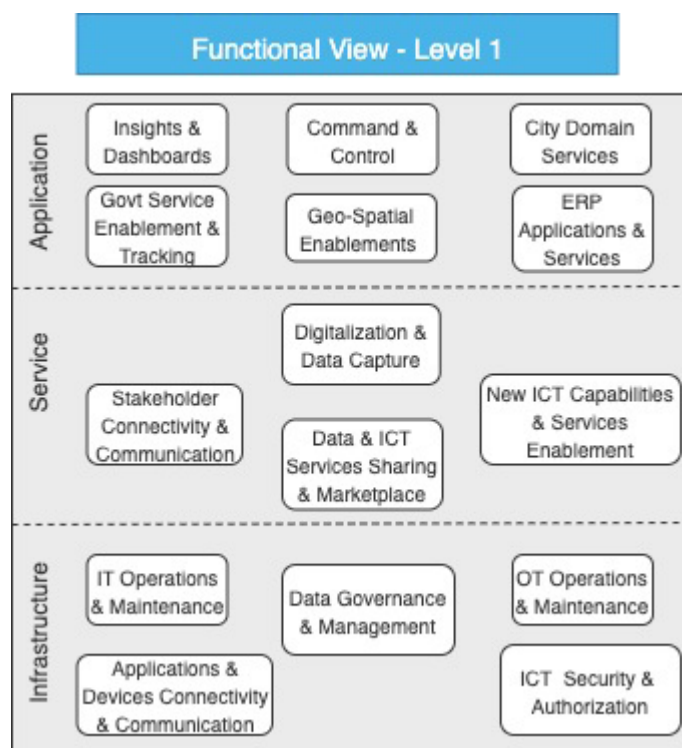 Functional View - Level 1
Application
Insights &
Dashboards
Command &
Control
City Domain
Services
Govt Service
Enablement &
Tracking
Geo-Spatial
Enablements
ERP
Applications &
Services
Service
Digitalization &
Data Capture
Stakeholder
Connectivity &
Communication
Data & ICT
Services Sharing
& Marketplace
New ICT Capabilities
& Services
Enablement
Infrastructure
IT Operations
& Maintenance
Data Governance
& Management
OT Operations
& Maintenance
Applications &
Devices Connectivity
& Communication
ICT Security &
Authorization